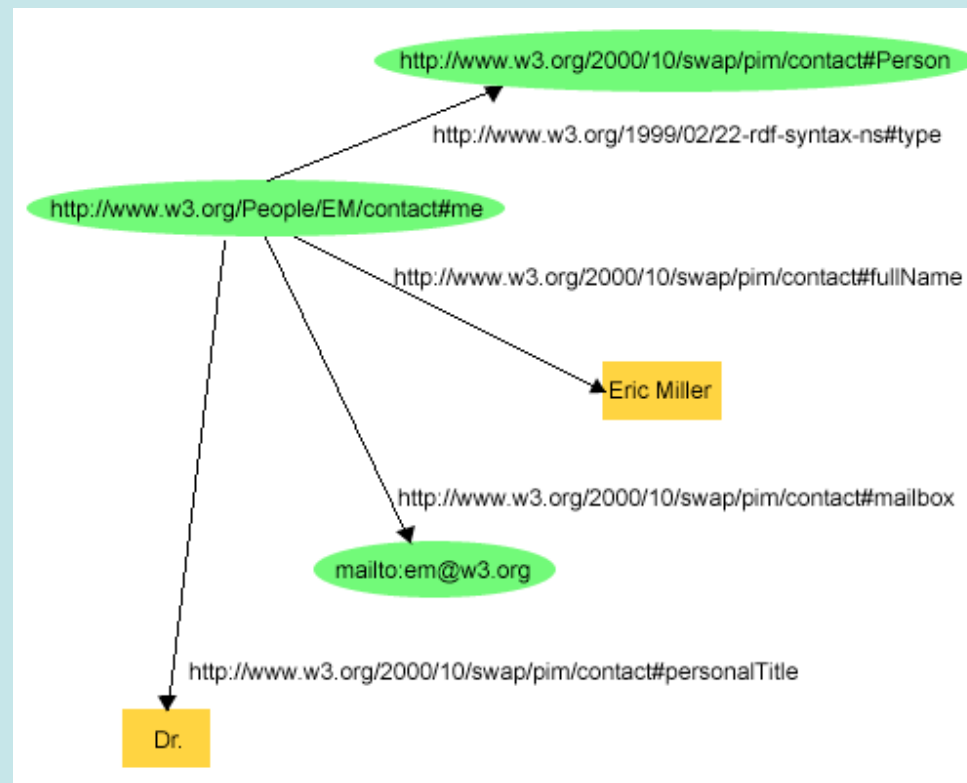 http://www.w3.org/2000/10/swap/pim/contact#Person
http://www.w3.org/1999/02/22-rdf-syntax-ns#type
http://www.w3.org/People/EM/contact#me
http://www.w3.org/2000/10/swap/pim/contact#fullName
Eric Miller
http://www.w3.org/2000/10/swap/pim/contact#mailbox
mailto:em@w3.org
http://www.w3.org/2000/10/swap/pim/contact#personalTitle
Dr.